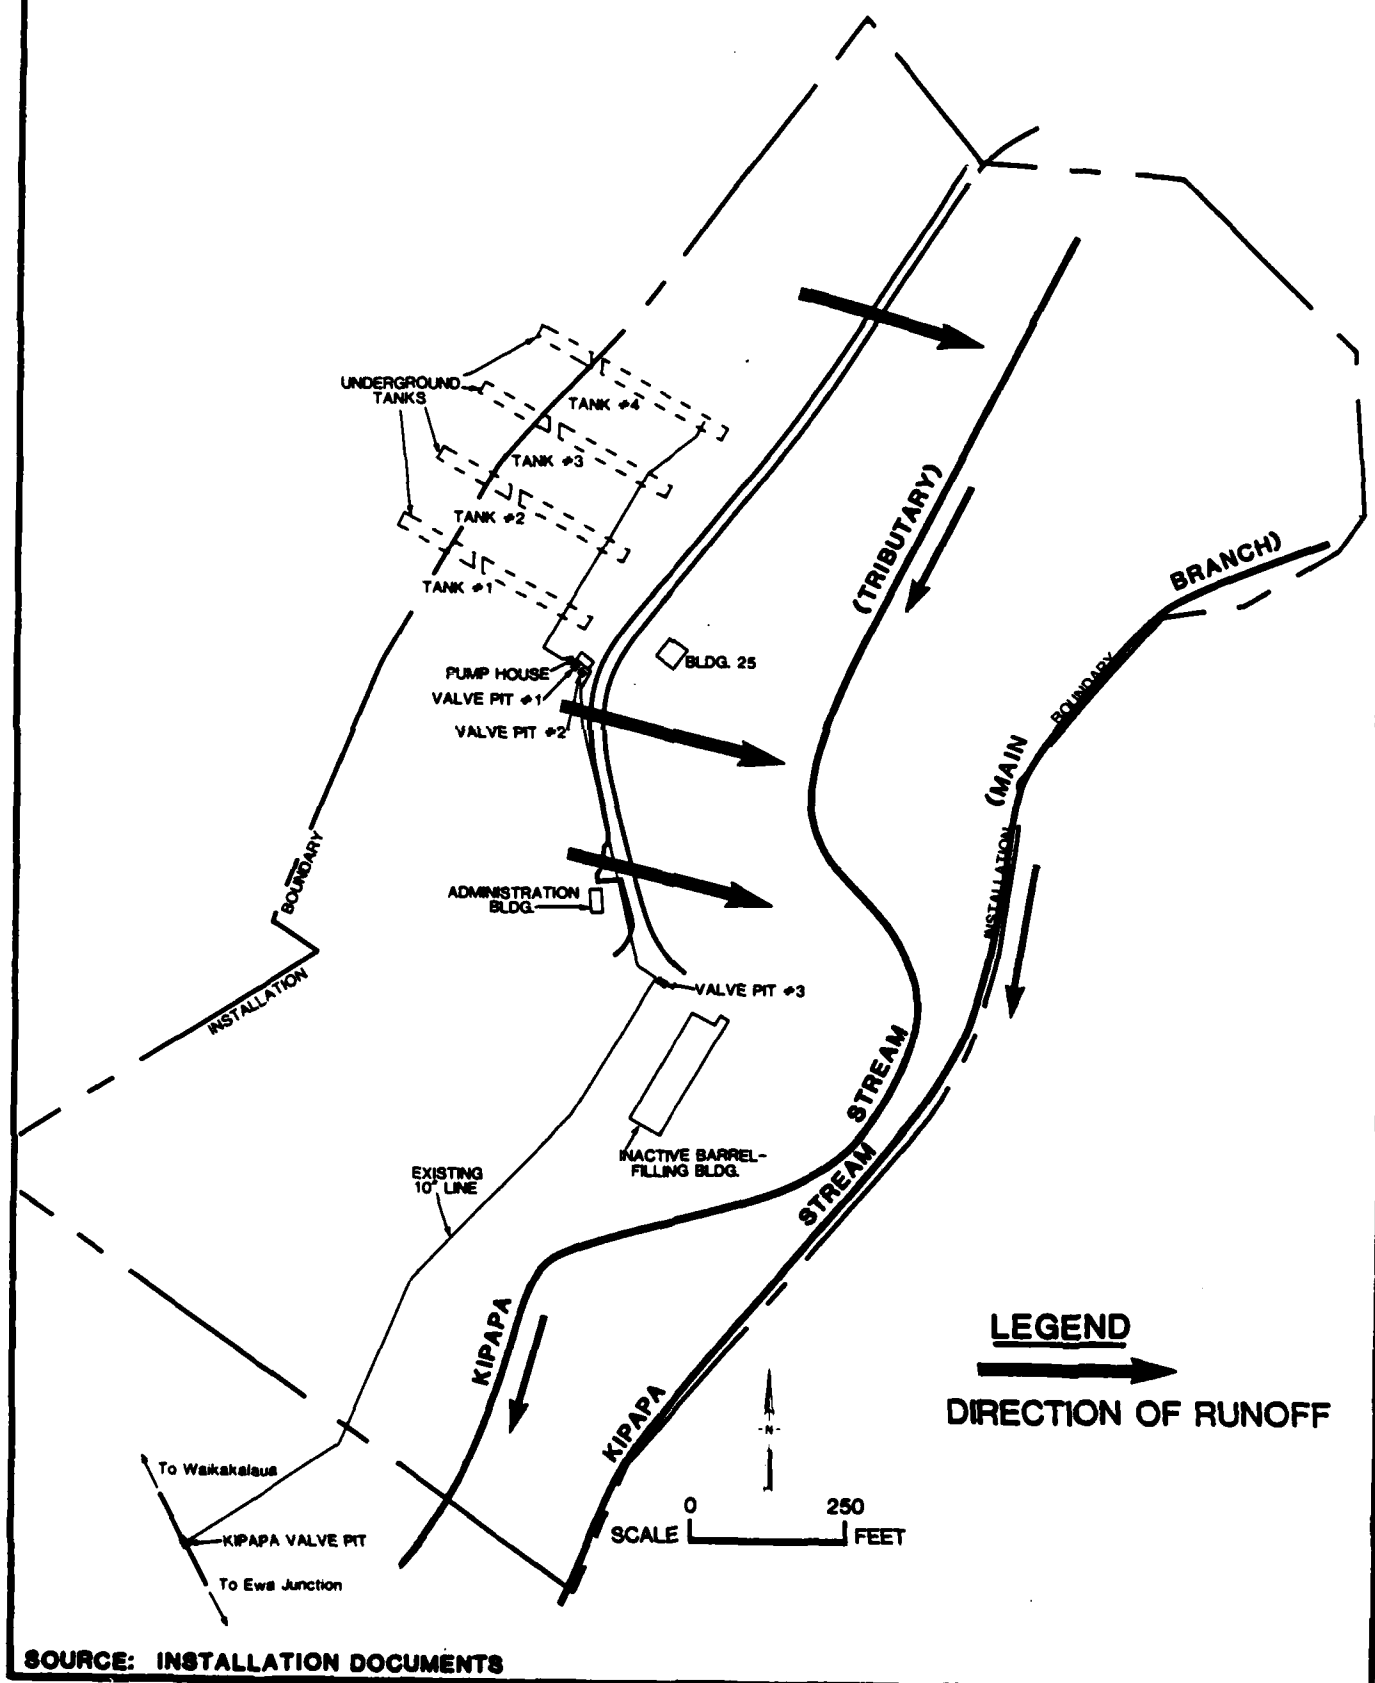 UNDERGROUND
TANKS
TANK #4
TANK #3
TANK #2
TANK #1
(TRIBUTARY)
BRANCH)
PUMP HOUSE
BLDG. 25
VALVE PIT #1
VALVE PIT #2
BOUNDARY
(MAIN
BOUNDARY
INSTALLATION
ADMINISTRATION
BLDG.
INSTALLATION
VALVE PIT #3
STREAM
STREAM
INACTIVE BARREL-
FILLING BLDG.
EXISTING
10" LINE
KIPAPA
KIPAPA
LEGEND
DIRECTION OF RUNOFF
-N-
To Waikakalaua
KIPAPA VALVE PIT
To Ewa Junction
0 250
SCALE FEET
SOURCE: INSTALLATION DOCUMENTS